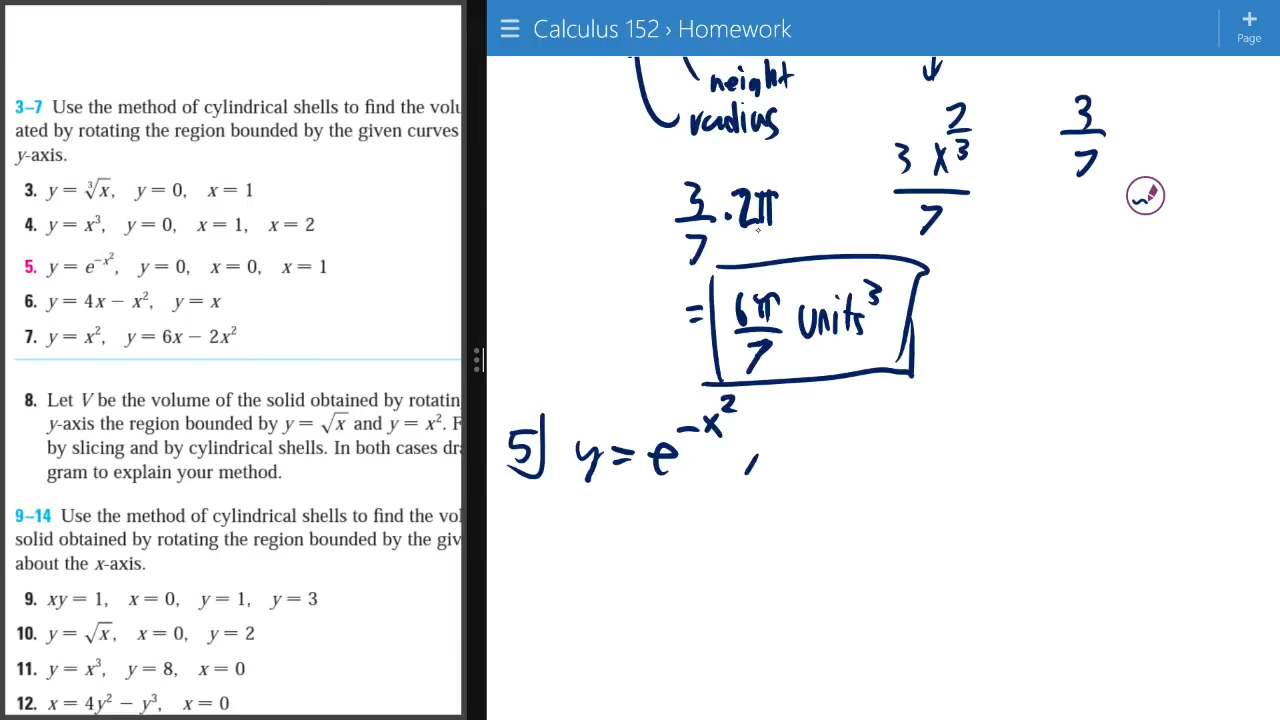 3–7 Use the method of cylindrical shells to find the volu
ated by rotating the region bounded by the given curves
y-axis.
3. y = ∛x, y = 0, x = 1
4. y = x³, y = 0, x = 1, x = 2
5. y = e^(−x²), y = 0, x = 0, x = 1
6. y = 4x − x², y = x
7. y = x², y = 6x − 2x²
8. Let V be the volume of the solid obtained by rotating
y-axis the region bounded by y = √x and y = x². F
by slicing and by cylindrical shells. In both cases dra
gram to explain your method.
9–14 Use the method of cylindrical shells to find the vol
solid obtained by rotating the region bounded by the giv
about the x-axis.
9. xy = 1, x = 0, y = 1, y = 3
10. y = √x, x = 0, y = 2
11. y = x³, y = 8, x = 0
12. x = 4y² − y³, x = 0
☰ Calculus 152 › Homework
+
Page
height
radius
3 x^(7/3) / 7
3/7
3/7 · 2π
= 6π/7 units³
5] y = e^(−x²) ,